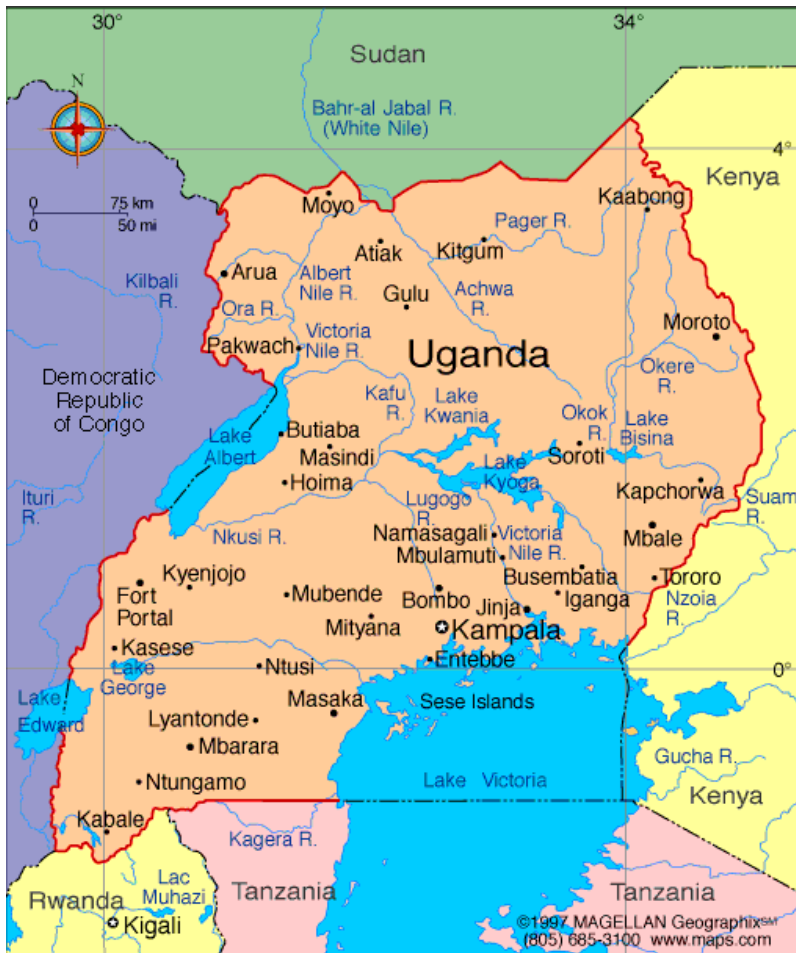 30°
34°
N
Sudan
Bahr-al Jabal R.
(White Nile)
4°
Kenya
0 75 km
0 50 mi
Moyo
Kaabong
Pager R.
Atiak
Kitgum
Kilbali
R.
Arua
Albert
Nile R.
Achwa
R.
Ora R.
Gulu
Moroto
Pakwach
Victoria
Nile R.
Uganda
Okere
R.
Democratic
Republic
of Congo
Kafu
R.
Lake
Kwania
Okok
R.
Lake
Bisina
Lake
Albert
Butiaba
Masindi
Soroti
Lake
Kyoga
Hoima
Kapchorwa
Ituri
R.
Lugogo
R.
Suam
R.
Nkusi R.
Namasagali
Victoria
Nile R.
Mbale
Mbulamuti
Kyenjojo
Busembatia
Tororo
Fort
Portal
Mubende
Bombo
Jinja
Iganga
Nzoia
R.
Mityana
Kampala
Kasese
Lake
George
Ntusi
Entebbe
0°
Lake
Edward
Masaka
Sese Islands
Lyantonde
Mbarara
Gucha R.
Ntungamo
Lake Victoria
Kenya
Kabale
Kagera R.
Rwanda
Lac
Muhazi
Tanzania
Tanzania
Kigali
©1997 MAGELLAN Geographix℠
(805) 685-3100 www.maps.com